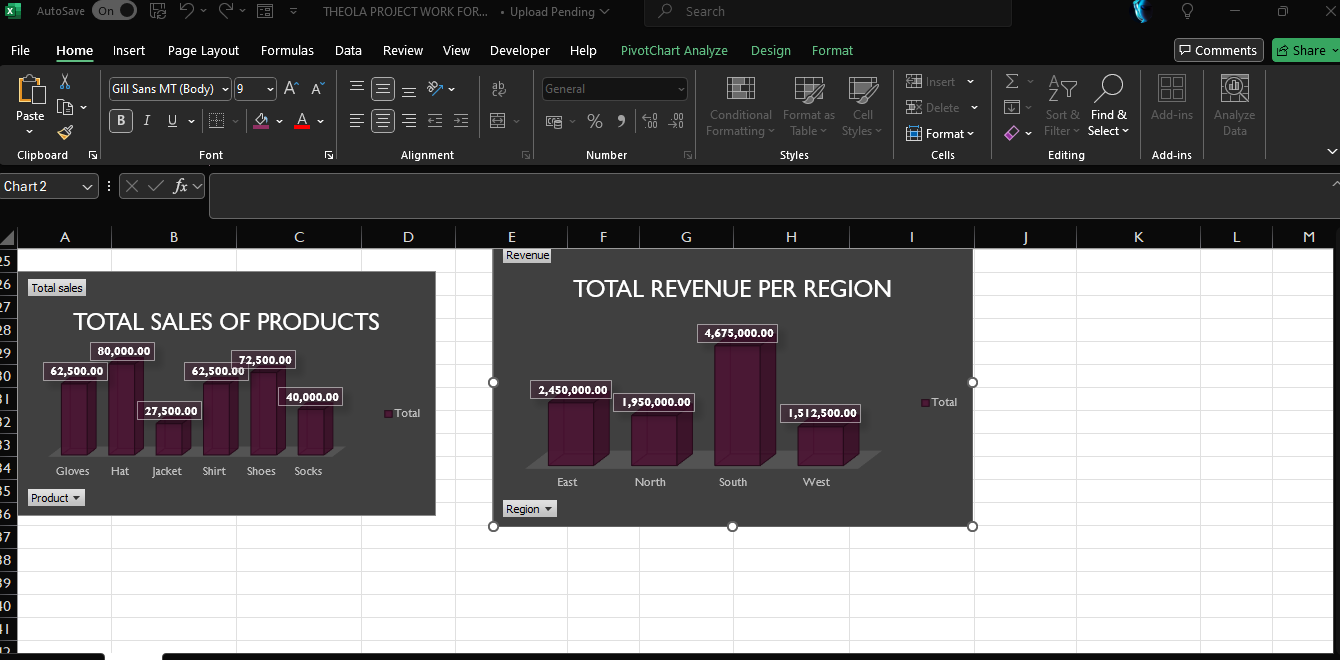 AutoSave On THEOLA PROJECT WORK FOR... • Upload Pending Search
File Home Insert Page Layout Formulas Data Review View Developer Help PivotChart Analyze Design Format Comments Share
Paste
Clipboard
Gill Sans MT (Body) 9
B I U
Font
Alignment
General
Number
Conditional Formatting
Format as Table
Cell Styles
Styles
Insert
Delete
Format
Cells
Sort & Filter
Find & Select
Editing
Add-ins
Add-ins
Analyze Data
Chart 2 fx
A B C D E F G H I J K L M
25
26
27
28
29
30
31
32
33
34
35
36
37
38
39
40
41
Total sales
TOTAL SALES OF PRODUCTS
62,500.00 80,000.00 27,500.00 62,500.00 72,500.00 40,000.00
Total
Gloves Hat Jacket Shirt Shoes Socks
Product
Revenue
TOTAL REVENUE PER REGION
2,450,000.00 1,950,000.00 4,675,000.00 1,512,500.00
Total
East North South West
Region